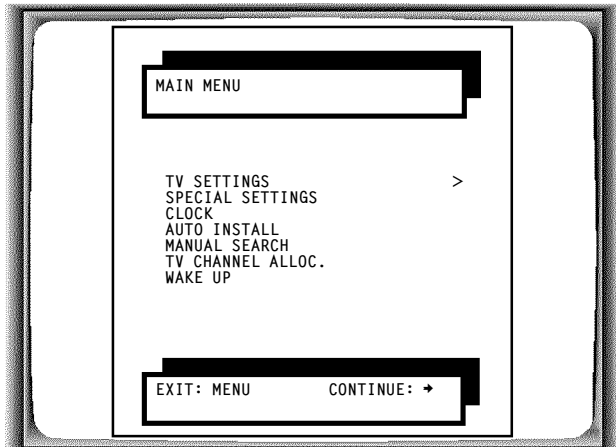 MAIN MENU
TV SETTINGS >
SPECIAL SETTINGS
CLOCK
AUTO INSTALL
MANUAL SEARCH
TV CHANNEL ALLOC.
WAKE UP
EXIT: MENU CONTINUE: ➜